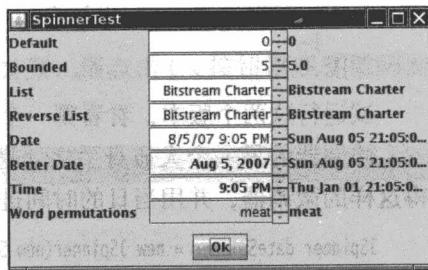 SpinnerTest
Default 0 0
Bounded 5 5.0
List Bitstream Charter Bitstream Charter
Reverse List Bitstream Charter Bitstream Charter
Date 8/5/07 9:05 PM Sun Aug 05 21:05:0...
Better Date Aug 5, 2007 Sun Aug 05 21:05:0...
Time 9:05 PM Thu Jan 01 21:05:0...
Word permutations meat meat
Ok